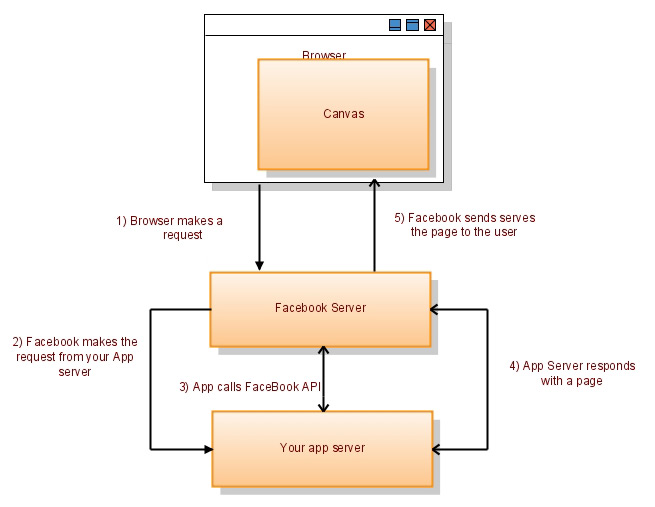 Browser
Canvas
1) Browser makes a
request
5) Facebook sends serves
the page to the user
Facebook Server
2) Facebook makes the
request from your App
server
3) App calls FaceBook API
4) App Server responds
with a page
Your app server